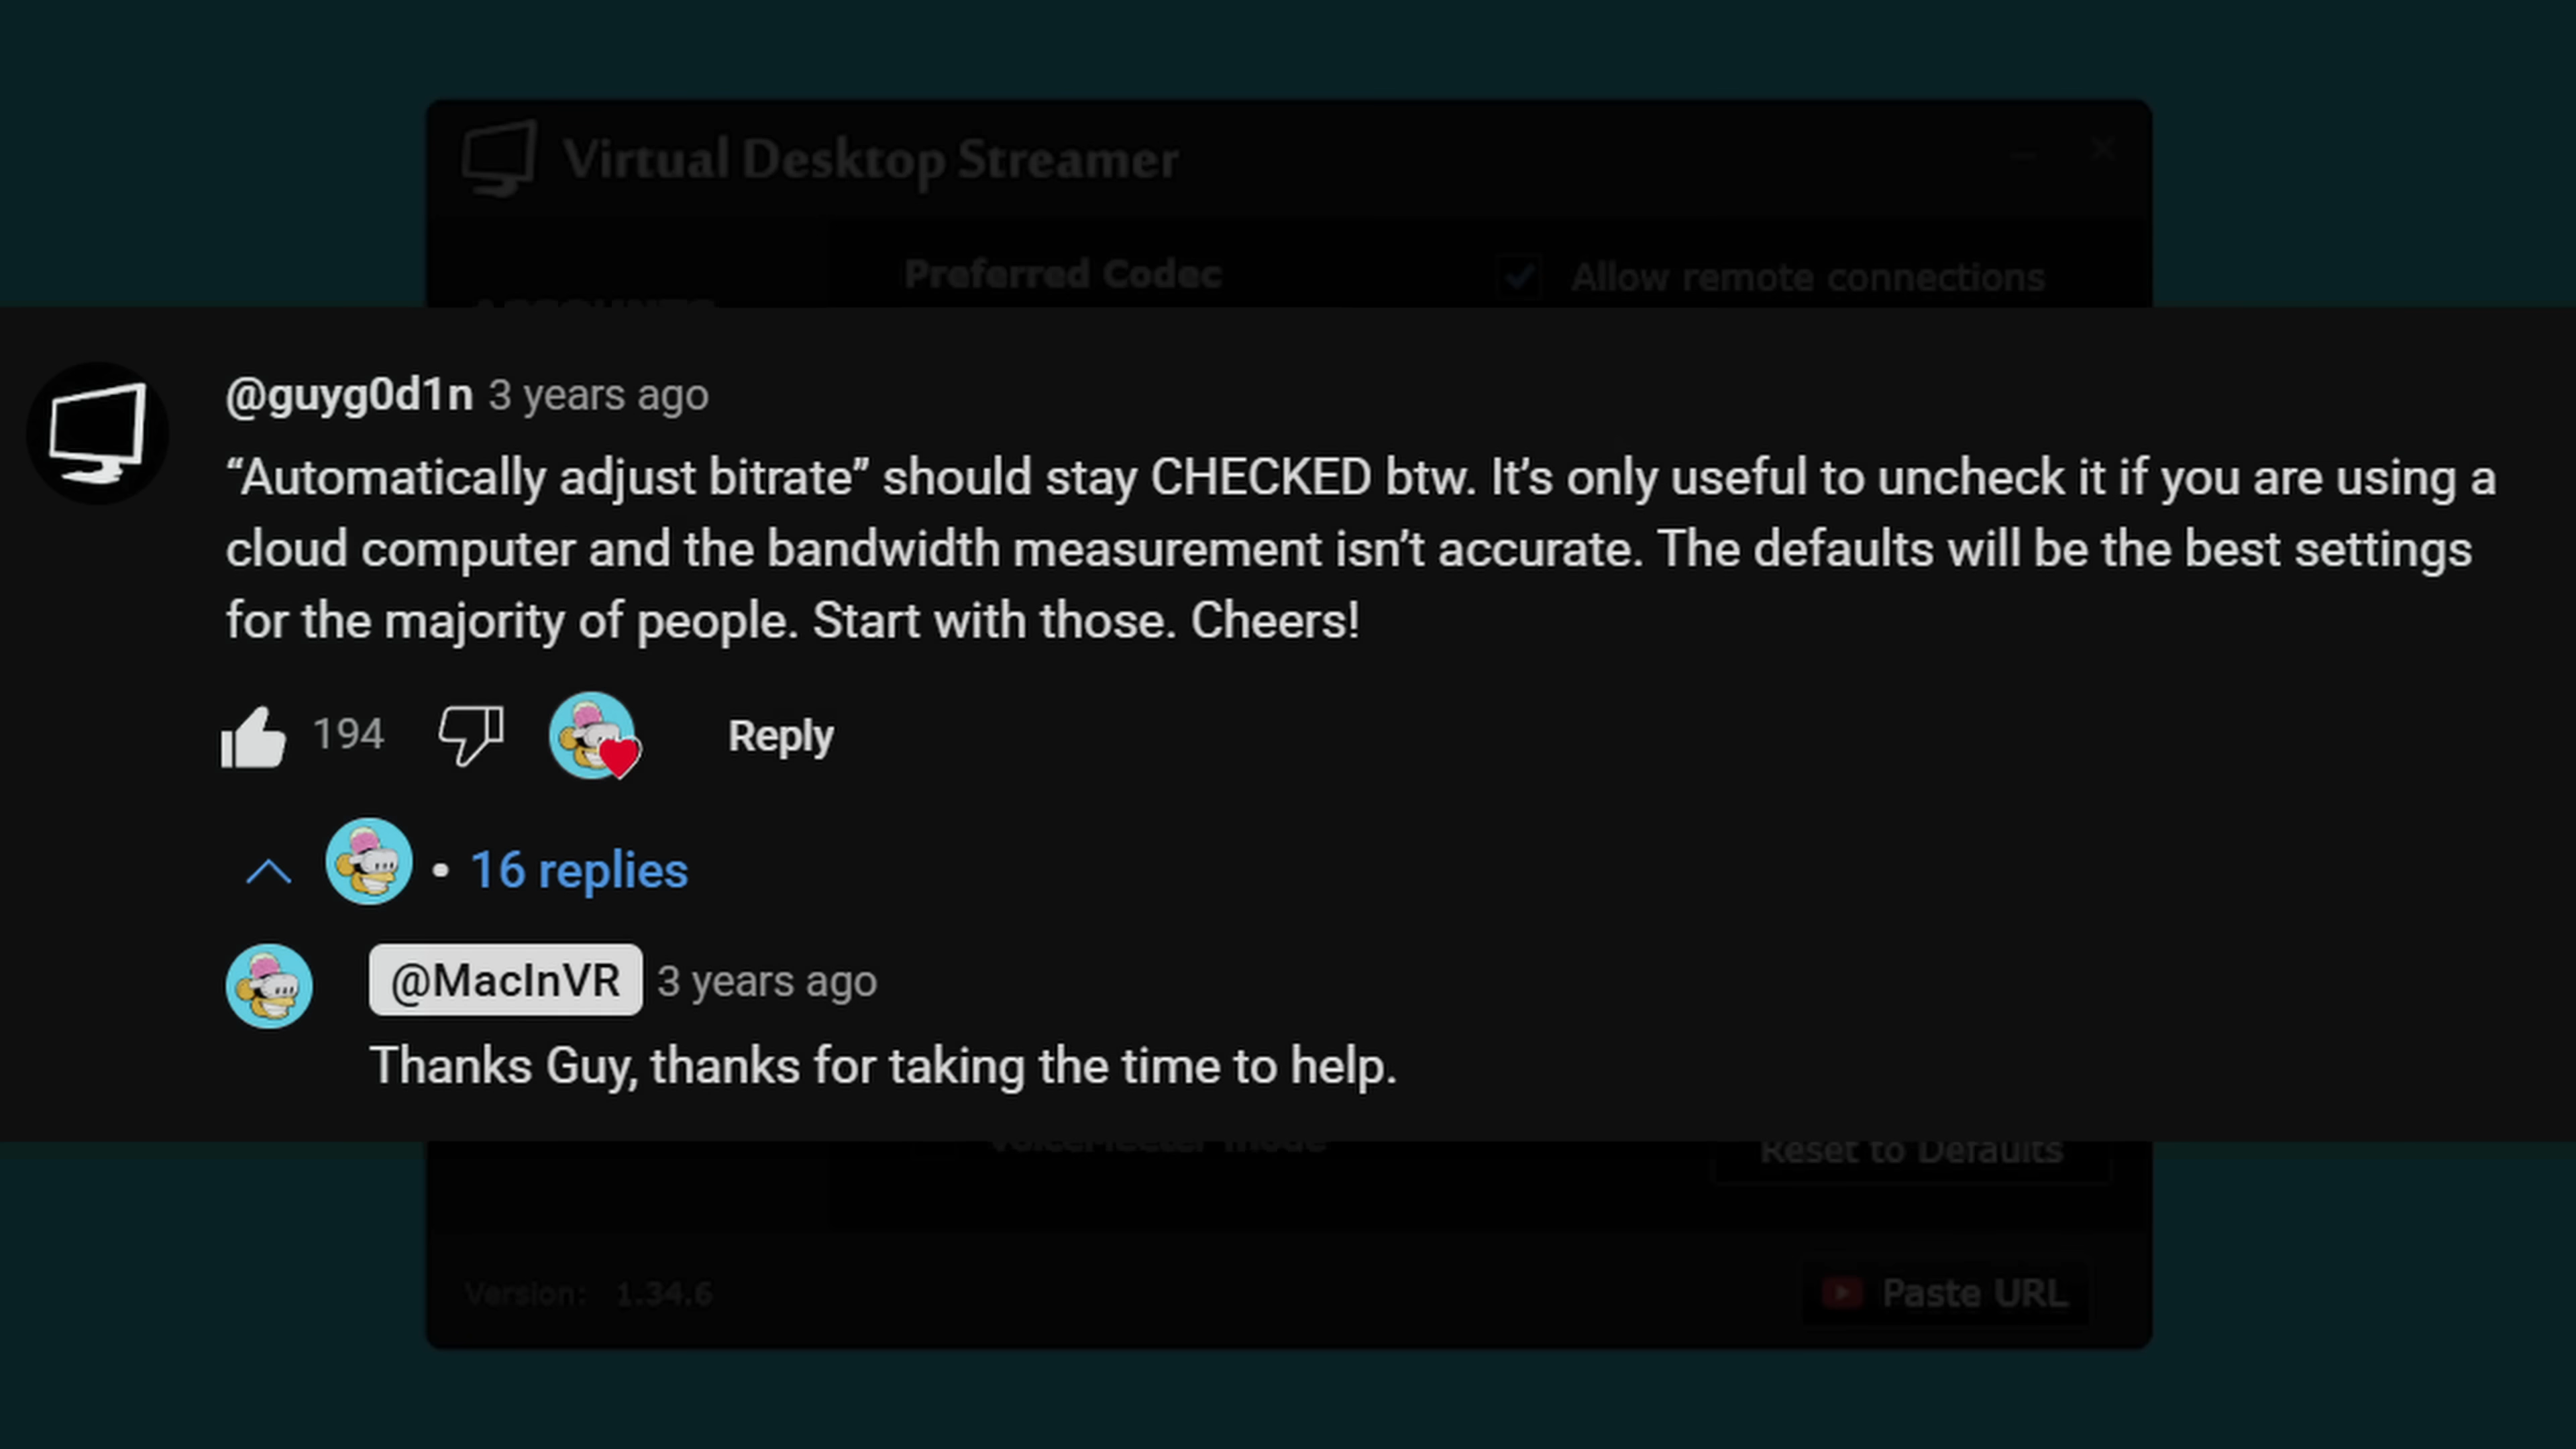 Virtual Desktop Streamer
Preferred Codec
Allow remote connections
@guyg0d1n 3 years ago
“Automatically adjust bitrate” should stay CHECKED btw. It’s only useful to uncheck it if you are using a
cloud computer and the bandwidth measurement isn’t accurate. The defaults will be the best settings
for the majority of people. Start with those. Cheers!
194
Reply
• 16 replies
@MacInVR 3 years ago
Thanks Guy, thanks for taking the time to help.
Reset to Defaults
Version: 1.34.6
Paste URL